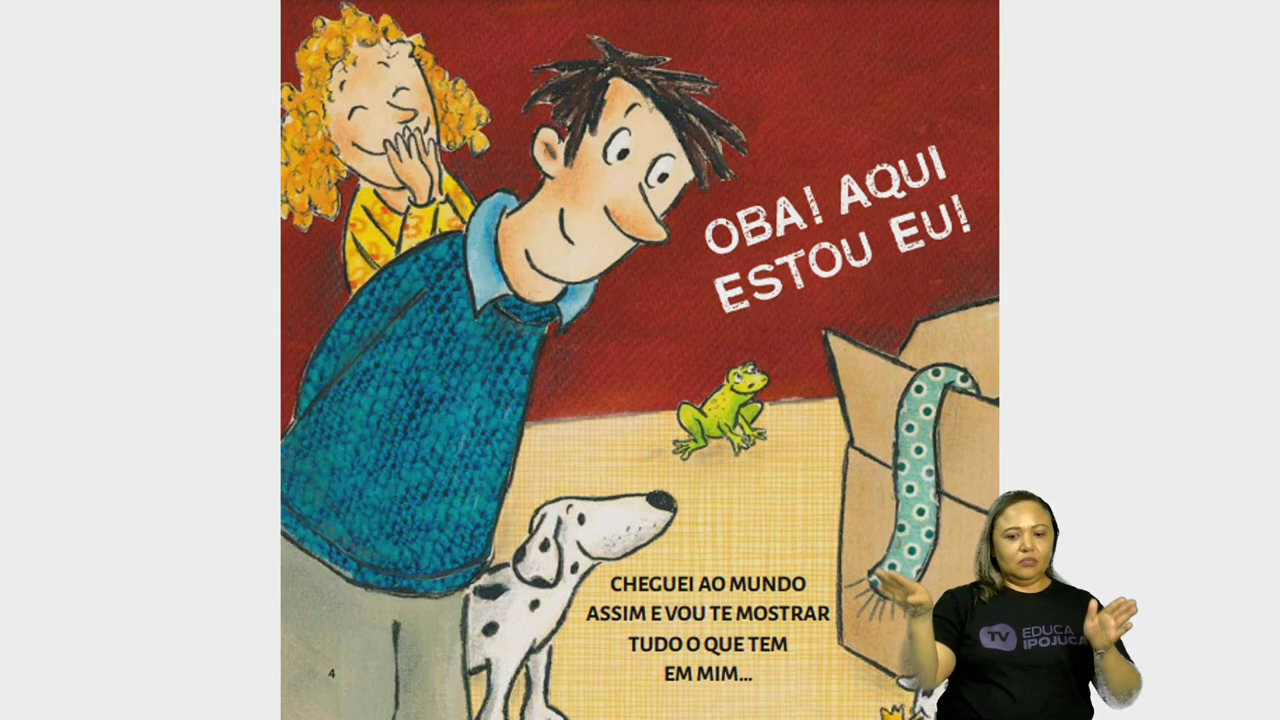 OBA! AQUI
ESTOU EU!
CHEGUEI AO MUNDO
ASSIM E VOU TE MOSTRAR
TUDO O QUE TEM
EM MIM...
4
TV EDUCA
IPOJUCA